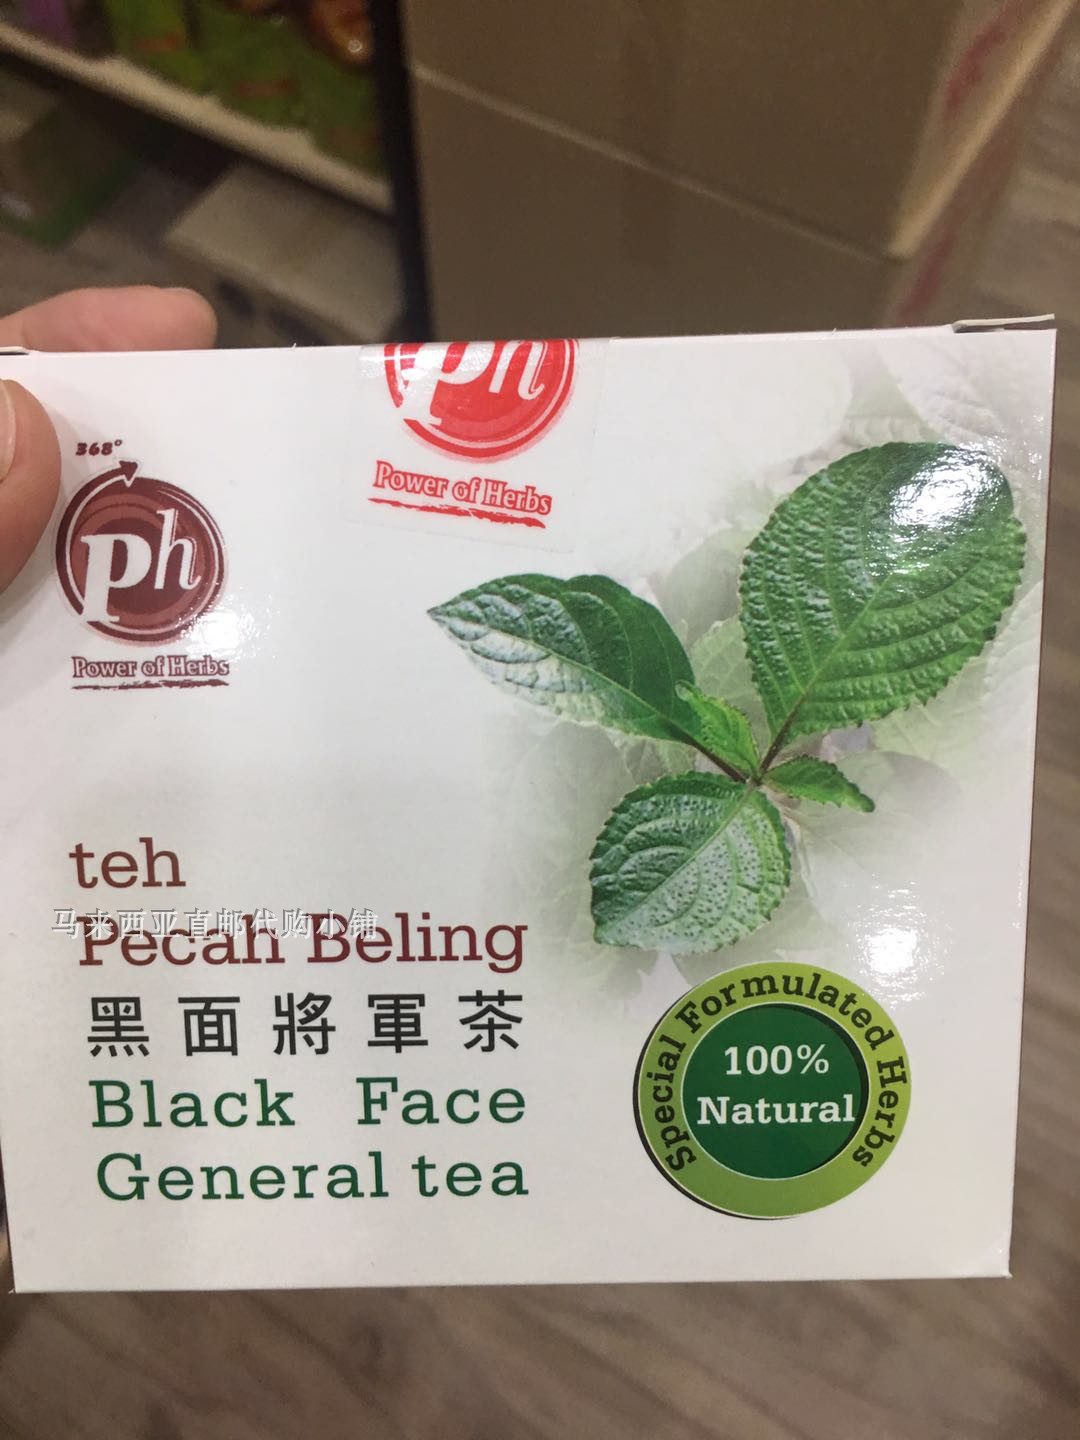 ph
Power of Herbs
368°
ph
Power of Herbs
teh
马来西亚直邮代购小铺
Pecah Beling
黑面將軍茶
Black Face
General tea
Special Formulated Herbs
100%
Natural